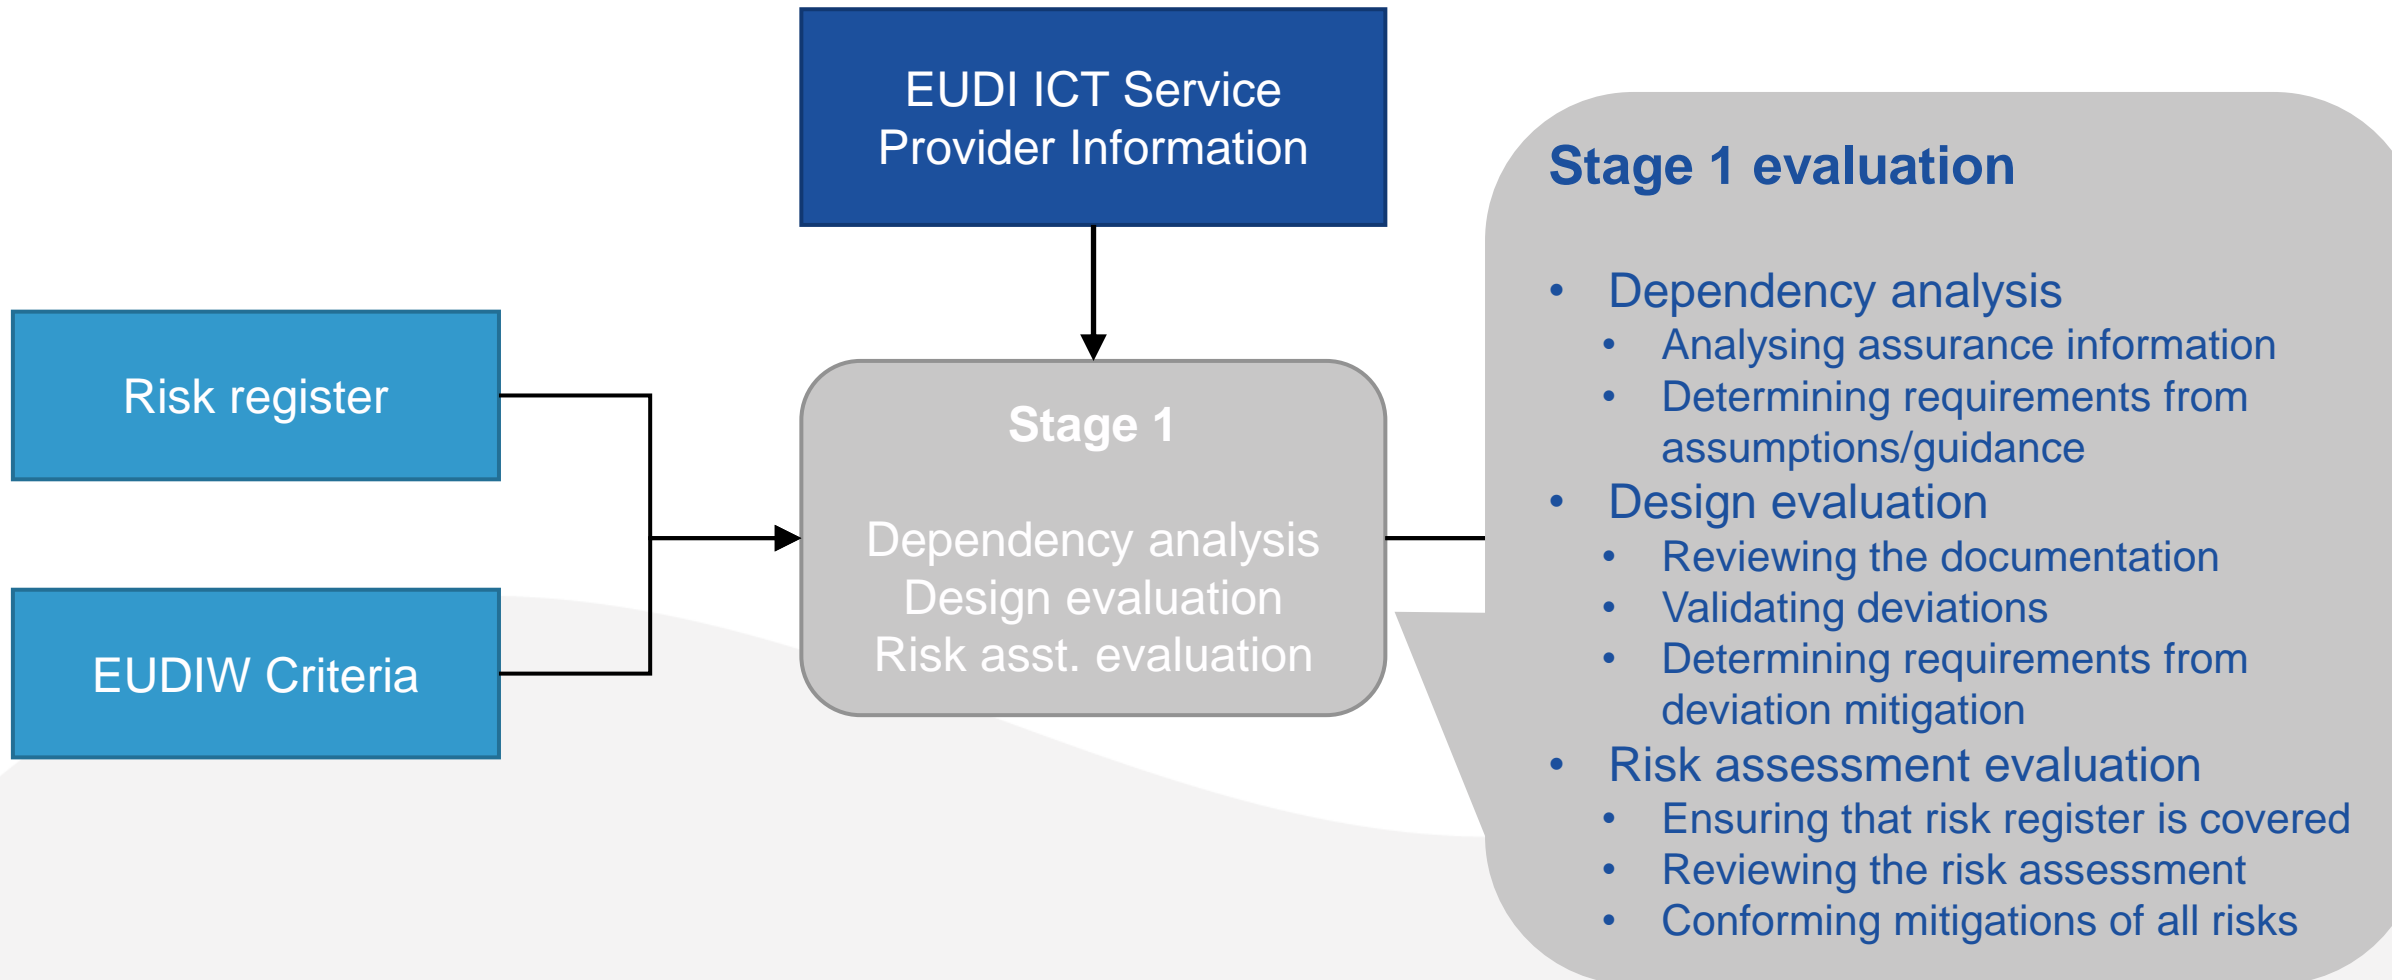 EUDI ICT Service
Provider Information
Risk register
EUDIW Criteria
Stage 1
Dependency analysis
Design evaluation
Risk asst. evaluation
Stage 1 evaluation
• Dependency analysis
• Analysing assurance information
• Determining requirements from
assumptions/guidance
• Design evaluation
• Reviewing the documentation
• Validating deviations
• Determining requirements from
deviation mitigation
• Risk assessment evaluation
• Ensuring that risk register is covered
• Reviewing the risk assessment
• Conforming mitigations of all risks